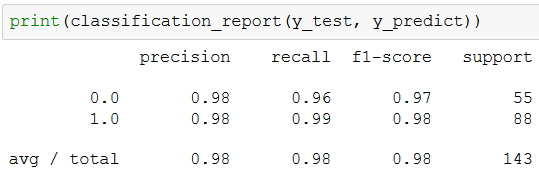 print(classification_report(y_test, y_predict))
precision recall f1-score support
0.0 0.98 0.96 0.97 55
1.0 0.98 0.99 0.98 88
avg / total 0.98 0.98 0.98 143